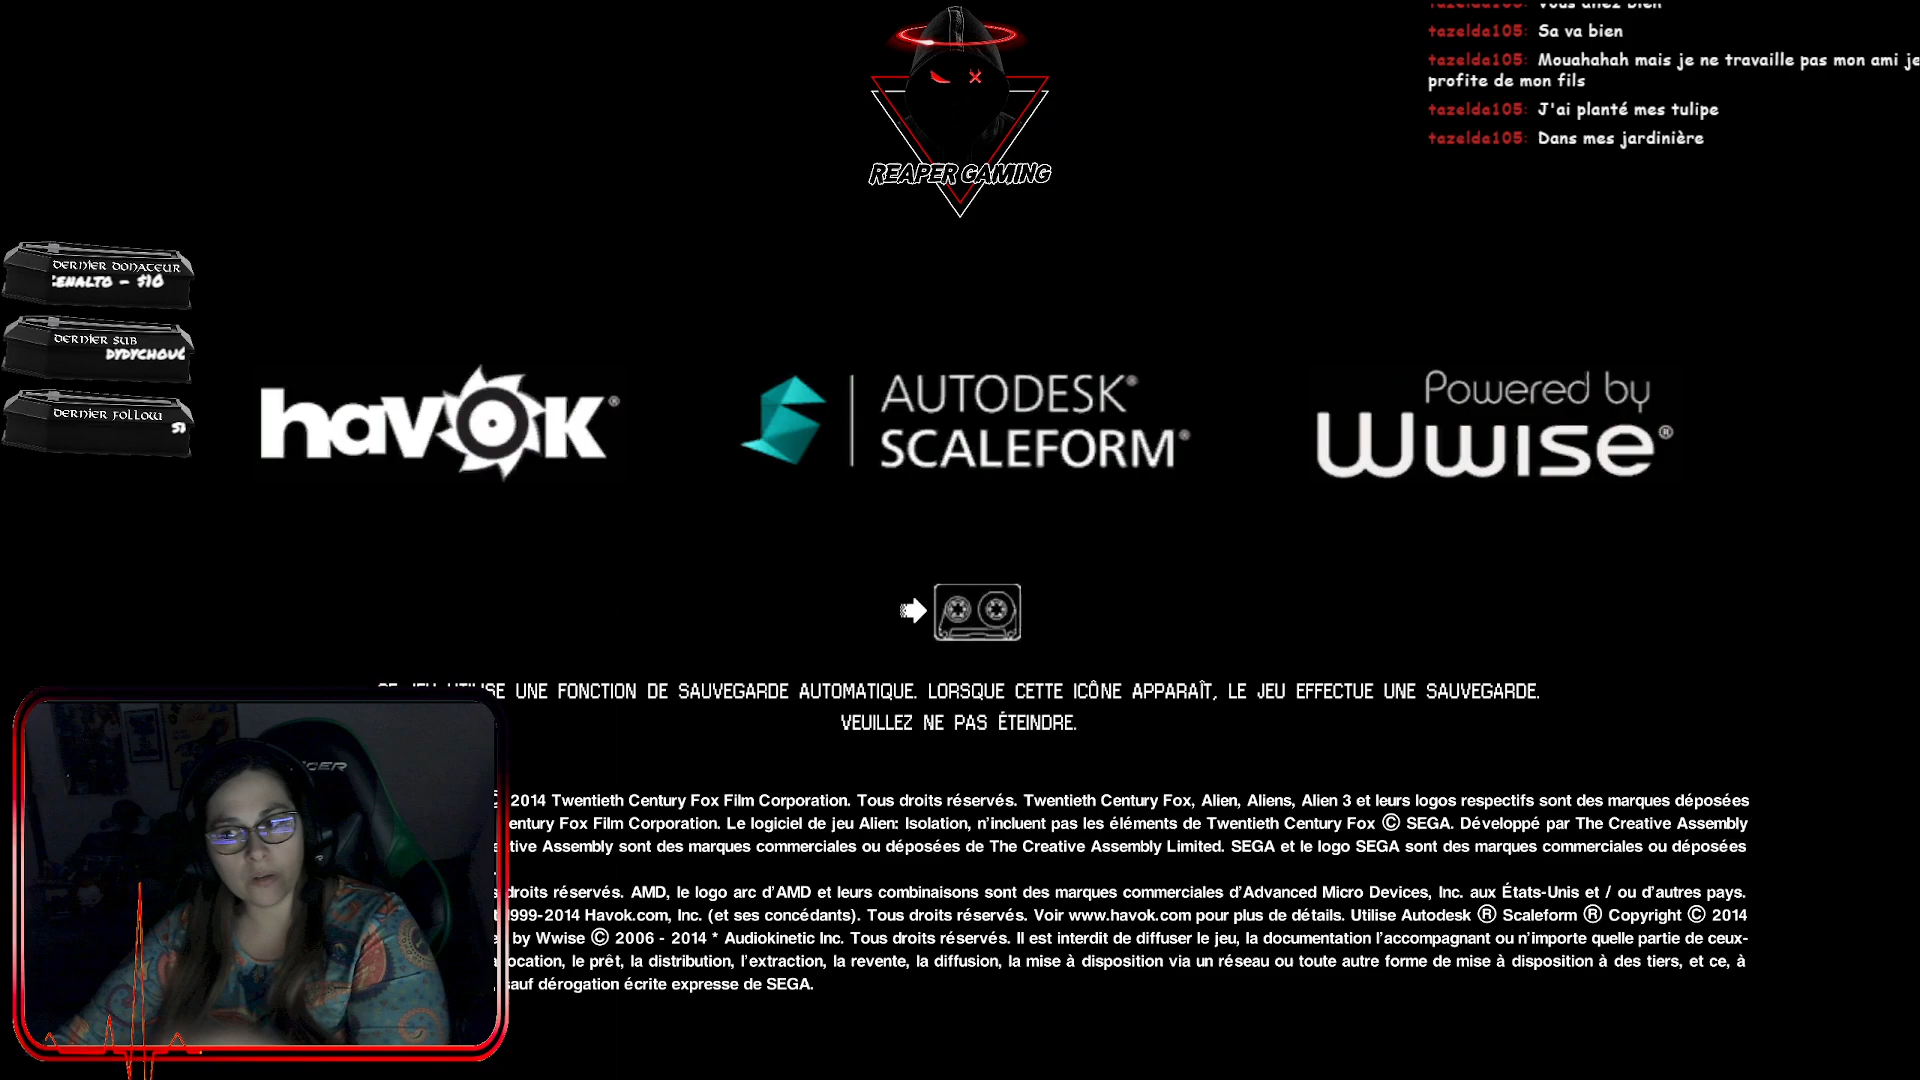 vous allez bien
tazelda105: Sa va bien
tazelda105: Mouahahah mais je ne travaille pas mon ami je
profite de mon fils
tazelda105: J'ai planté mes tulipe
tazelda105: Dans mes jardinière
REAPER GAMING
DERNIER DONATEUR
ENALTO - $10
DERNIER SUB
DYDYCHOU
DERNIER FOLLOW
haVOK®
AUTODESK®
SCALEFORM®
Powered by
Wwise®
UNE FONCTION DE SAUVEGARDE AUTOMATIQUE. LORSQUE CETTE ICÔNE APPARAÎT, LE JEU EFFECTUE UNE SAUVEGARDE.
VEUILLEZ NE PAS ÉTEINDRE.
2014 Twentieth Century Fox Film Corporation. Tous droits réservés. Twentieth Century Fox, Alien, Aliens, Alien 3 et leurs logos respectifs sont des marques déposées
entury Fox Film Corporation. Le logiciel de jeu Alien: Isolation, n'incluent pas les éléments de Twentieth Century Fox © SEGA. Développé par The Creative Assembly
tive Assembly sont des marques commerciales ou déposées de The Creative Assembly Limited. SEGA et le logo SEGA sont des marques commerciales ou déposées
droits réservés. AMD, le logo arc d'AMD et leurs combinaisons sont des marques commerciales d'Advanced Micro Devices, Inc. aux États-Unis et / ou d'autres pays.
1999-2014 Havok.com, Inc. (et ses concédants). Tous droits réservés. Voir www.havok.com pour plus de détails. Utilise Autodesk ® Scaleform ® Copyright © 2014
by Wwise © 2006 - 2014 * Audiokinetic Inc. Tous droits réservés. Il est interdit de diffuser le jeu, la documentation l'accompagnant ou n'importe quelle partie de ceux-
ocation, le prêt, la distribution, l'extraction, la revente, la diffusion, la mise à disposition via un réseau ou toute autre forme de mise à disposition à des tiers, et ce, à
sauf dérogation écrite expresse de SEGA.